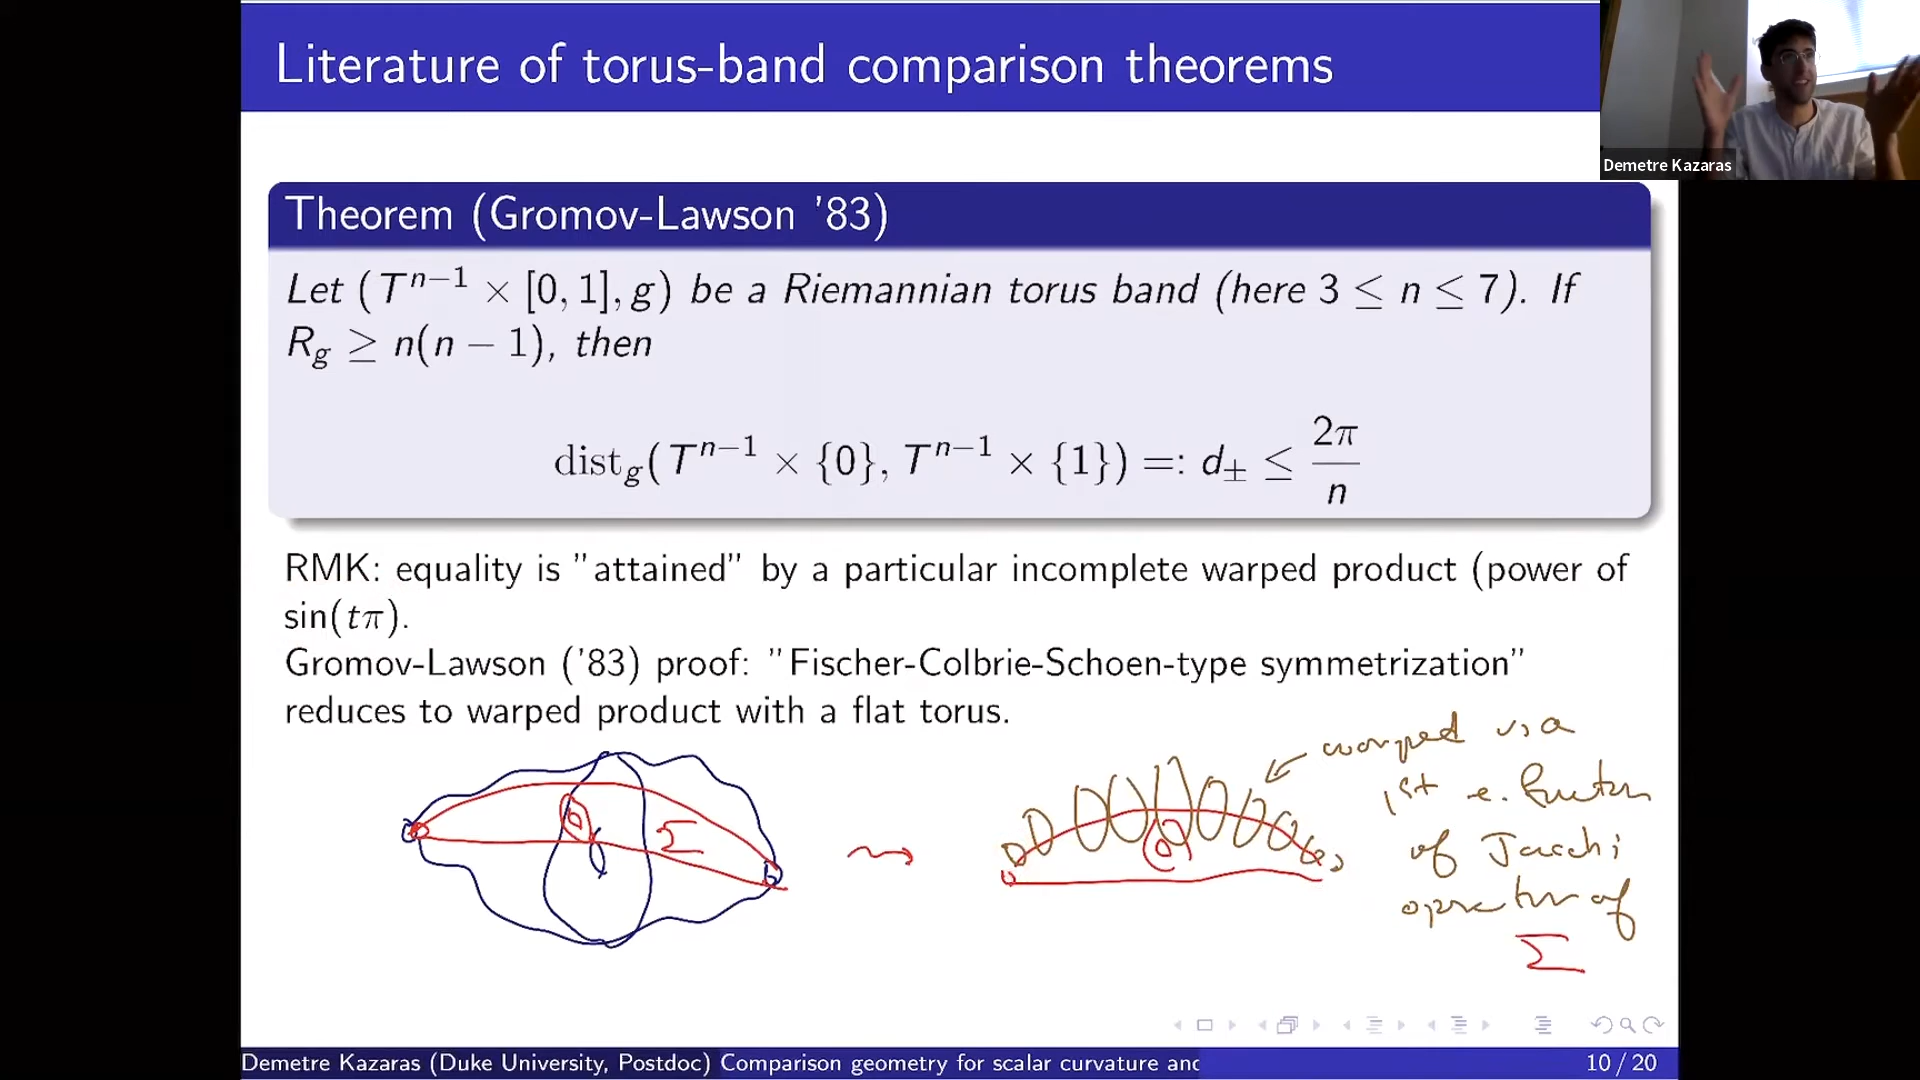 Literature of torus-band comparison theorems
Demetre Kazaras
Theorem (Gromov-Lawson '83)
Let (T^{n−1} × [0, 1], g) be a Riemannian torus band (here 3 ≤ n ≤ 7). If
R_g ≥ n(n − 1), then
dist_g(T^{n−1} × {0}, T^{n−1} × {1}) =: d_± ≤ 2π/n
RMK: equality is "attained" by a particular incomplete warped product (power of
sin(tπ).
Gromov-Lawson ('83) proof: "Fischer-Colbrie-Schoen-type symmetrization"
reduces to warped product with a flat torus.
warped via
1st e. function
of Jacobi
operator of
Σ
Σ
Demetre Kazaras (Duke University, Postdoc) Comparison geometry for scalar curvature and
10 / 20